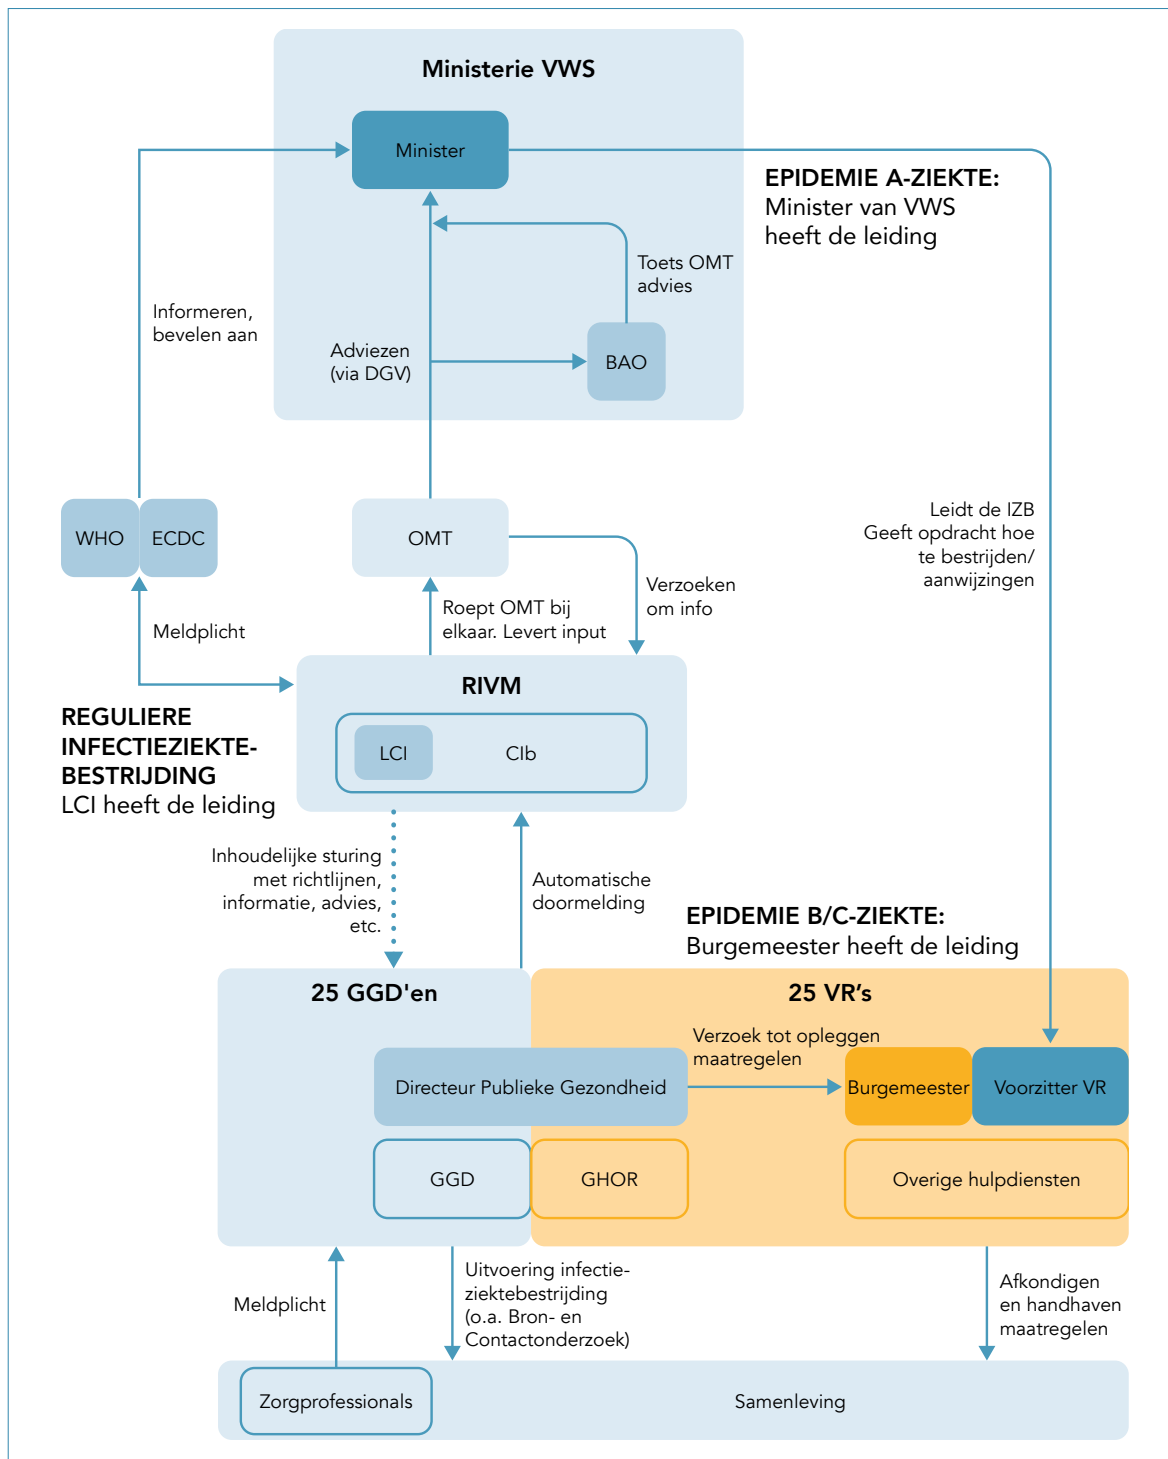 Ministerie VWS
Minister
EPIDEMIE A-ZIEKTE:
Minister van VWS
heeft de leiding
Toets OMT
advies
Informeren,
bevelen aan
Adviezen
(via DGV)
BAO
WHO
ECDC
OMT
Leidt de IZB
Geeft opdracht hoe
te bestrijden/
aanwijzingen
Verzoeken
om info
Roept OMT bij
elkaar. Levert input
Meldplicht
RIVM
LCI
CIb
REGULIERE
INFECTIEZIEKTE-
BESTRIJDING
LCI heeft de leiding
Inhoudelijke sturing
met richtlijnen,
informatie, advies,
etc.
Automatische
doormelding
EPIDEMIE B/C-ZIEKTE:
Burgemeester heeft de leiding
25 GGD'en
25 VR’s
Verzoek tot opleggen
maatregelen
Directeur Publieke Gezondheid
Burgemeester
Voorzitter VR
GGD
GHOR
Overige hulpdiensten
Meldplicht
Uitvoering infectie-
ziektebestrijding
(o.a. Bron- en
Contactonderzoek)
Afkondigen
en handhaven
maatregelen
Zorgprofessionals
Samenleving